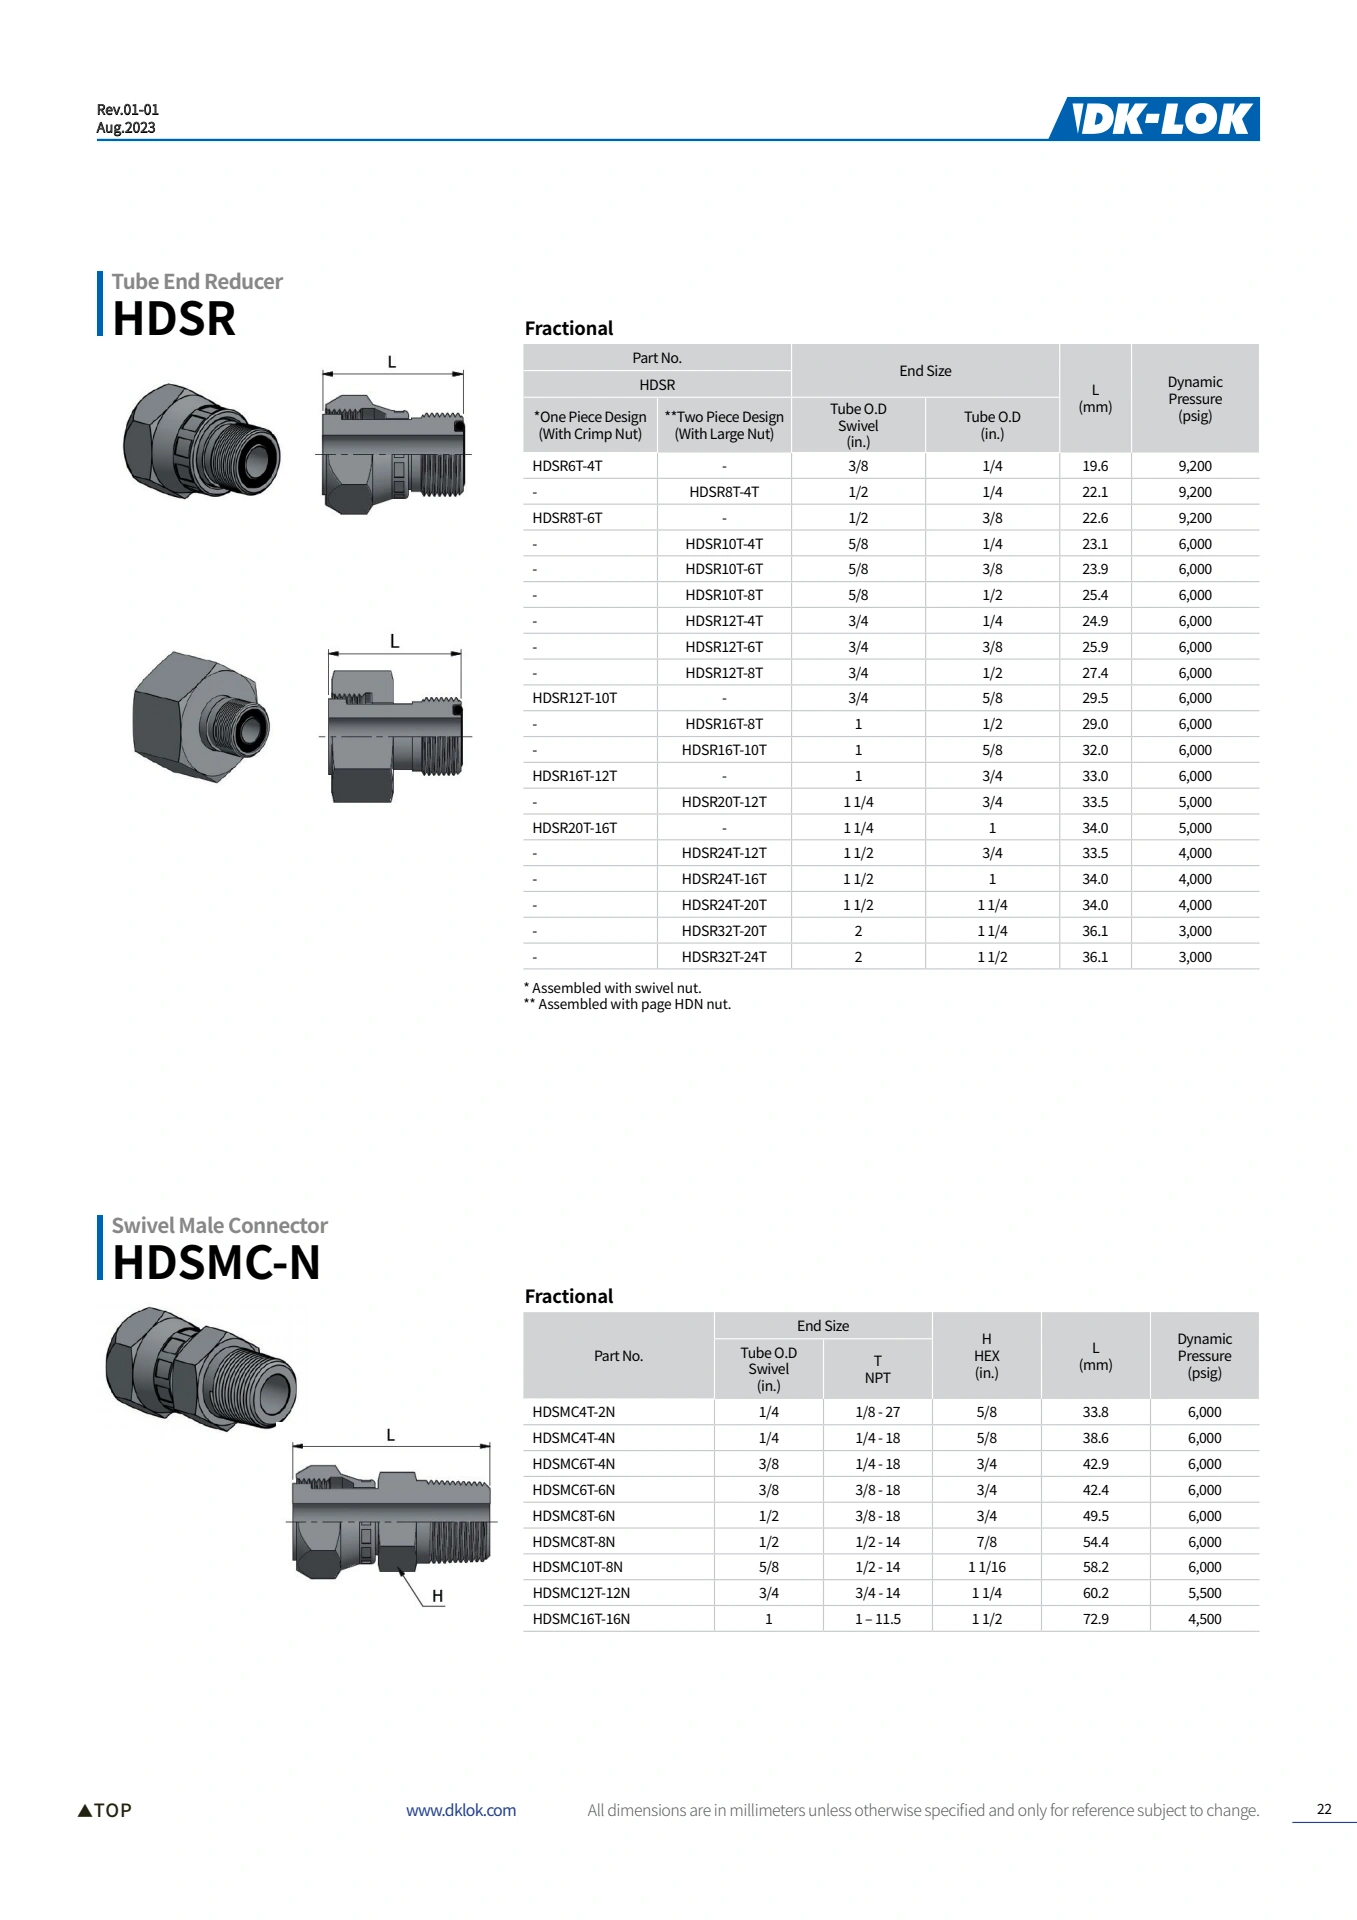 Rev.01-01
Aug.2023
DK-LOK
Tube End Reducer
HDSR
L
L
Fractional
Part No. End Size L (mm) Dynamic Pressure (psig)
HDSR
*One Piece Design (With Crimp Nut) **Two Piece Design (With Large Nut) Tube O.D Swivel (in.) Tube O.D (in.)
HDSR6T-4T - 3/8 1/4 19.6 9,200
- HDSR8T-4T 1/2 1/4 22.1 9,200
HDSR8T-6T - 1/2 3/8 22.6 9,200
- HDSR10T-4T 5/8 1/4 23.1 6,000
- HDSR10T-6T 5/8 3/8 23.9 6,000
- HDSR10T-8T 5/8 1/2 25.4 6,000
- HDSR12T-4T 3/4 1/4 24.9 6,000
- HDSR12T-6T 3/4 3/8 25.9 6,000
- HDSR12T-8T 3/4 1/2 27.4 6,000
HDSR12T-10T - 3/4 5/8 29.5 6,000
- HDSR16T-8T 1 1/2 29.0 6,000
- HDSR16T-10T 1 5/8 32.0 6,000
HDSR16T-12T - 1 3/4 33.0 6,000
- HDSR20T-12T 1 1/4 3/4 33.5 5,000
HDSR20T-16T - 1 1/4 1 34.0 5,000
- HDSR24T-12T 1 1/2 3/4 33.5 4,000
- HDSR24T-16T 1 1/2 1 34.0 4,000
- HDSR24T-20T 1 1/2 1 1/4 34.0 4,000
- HDSR32T-20T 2 1 1/4 36.1 3,000
- HDSR32T-24T 2 1 1/2 36.1 3,000
* Assembled with swivel nut.
** Assembled with page HDN nut.
Swivel Male Connector
HDSMC-N
L
H
Fractional
Part No. End Size H HEX (in.) L (mm) Dynamic Pressure (psig)
Tube O.D Swivel (in.) T NPT
HDSMC4T-2N 1/4 1/8 - 27 5/8 33.8 6,000
HDSMC4T-4N 1/4 1/4 - 18 5/8 38.6 6,000
HDSMC6T-4N 3/8 1/4 - 18 3/4 42.9 6,000
HDSMC6T-6N 3/8 3/8 - 18 3/4 42.4 6,000
HDSMC8T-6N 1/2 3/8 - 18 3/4 49.5 6,000
HDSMC8T-8N 1/2 1/2 - 14 7/8 54.4 6,000
HDSMC10T-8N 5/8 1/2 - 14 1 1/16 58.2 6,000
HDSMC12T-12N 3/4 3/4 - 14 1 1/4 60.2 5,500
HDSMC16T-16N 1 1 – 11.5 1 1/2 72.9 4,500
▲TOP
www.dklok.com
All dimensions are in millimeters unless otherwise specified and only for reference subject to change.
22